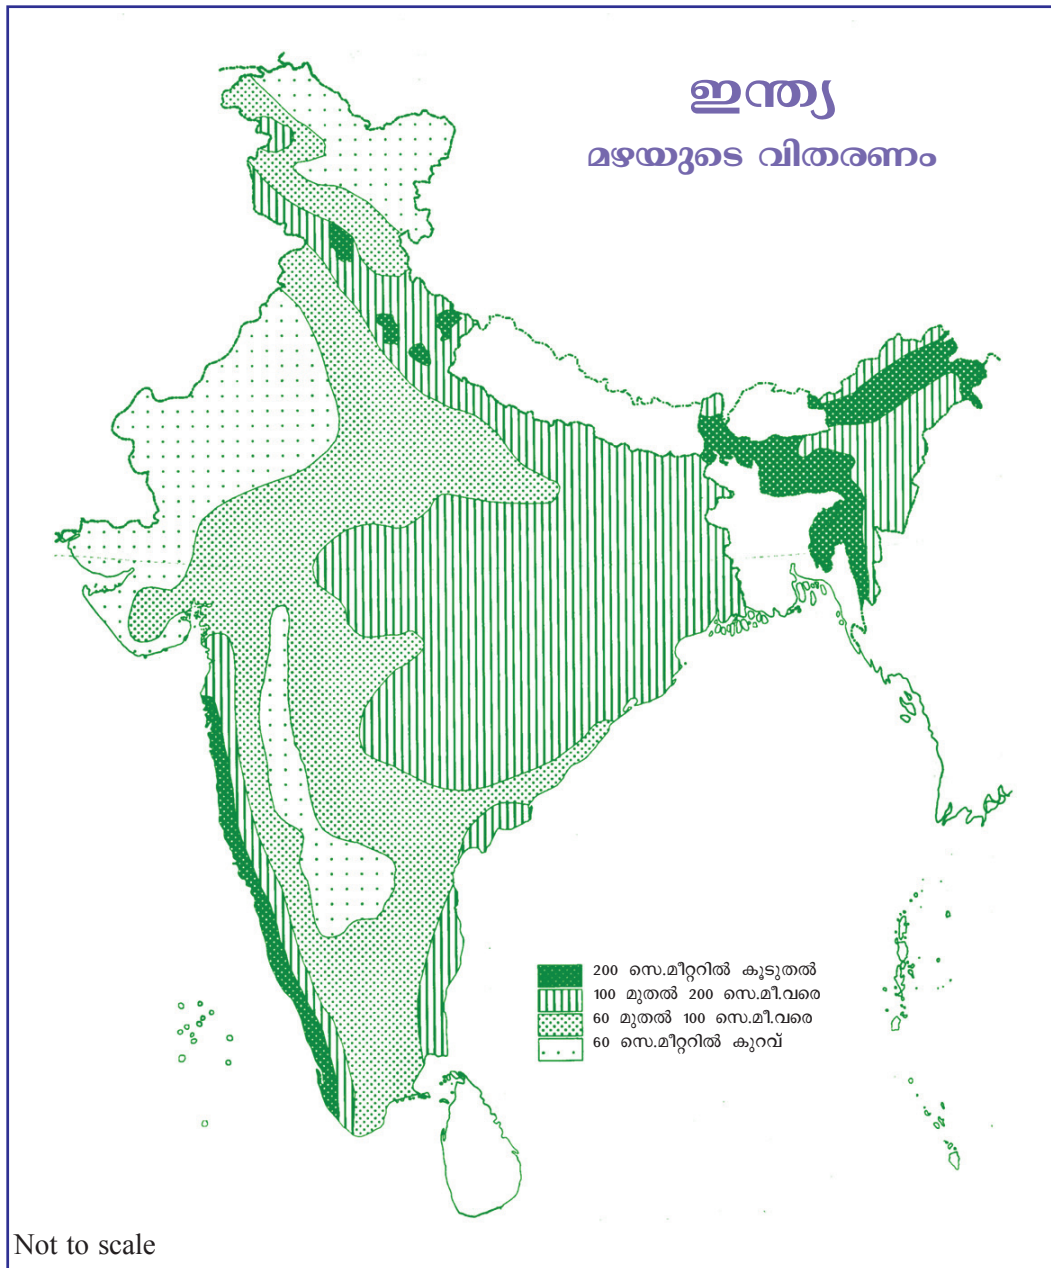 ഇന്ത്യ
മഴയുടെ വിതരണം
200 സെ.മീറ്ററിൽ കൂടുതൽ
100 മുതൽ 200 സെ.മീ.വരെ
60 മുതൽ 100 സെ.മീ.വരെ
60 സെ.മീറ്ററിൽ കുറവ്
Not to scale